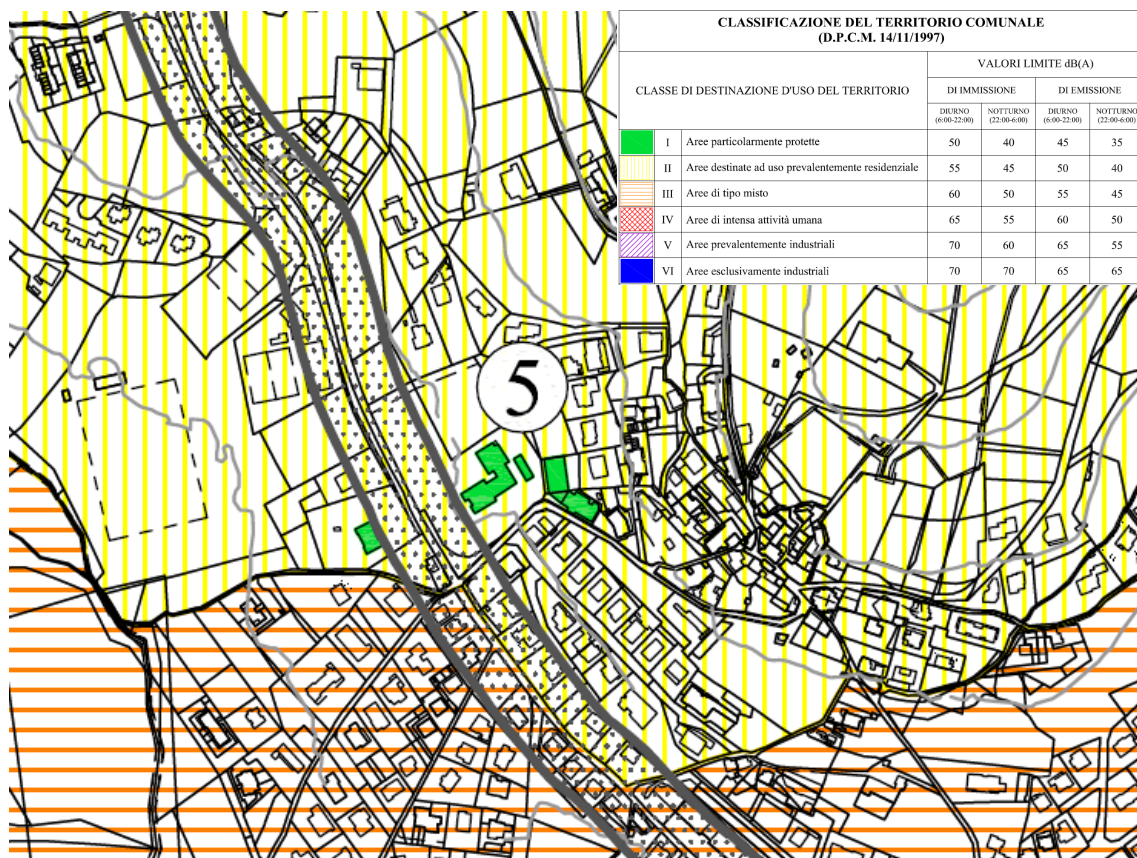 CLASSIFICAZIONE DEL TERRITORIO COMUNALE
(D.P.C.M. 14/11/1997)
CLASSE DI DESTINAZIONE D'USO DEL TERRITORIO
VALORI LIMITE dB(A)
DI IMMISSIONE DI EMISSIONE
DIURNO (6:00-22:00) NOTTURNO (22:00-6:00) DIURNO (6:00-22:00) NOTTURNO (22:00-6:00)
I Aree particolarmente protette 50 40 45 35
II Aree destinate ad uso prevalentemente residenziale 55 45 50 40
III Aree di tipo misto 60 50 55 45
IV Aree di intensa attività umana 65 55 60 50
V Aree prevalentemente industriali 70 60 65 55
VI Aree esclusivamente industriali 70 70 65 65
5